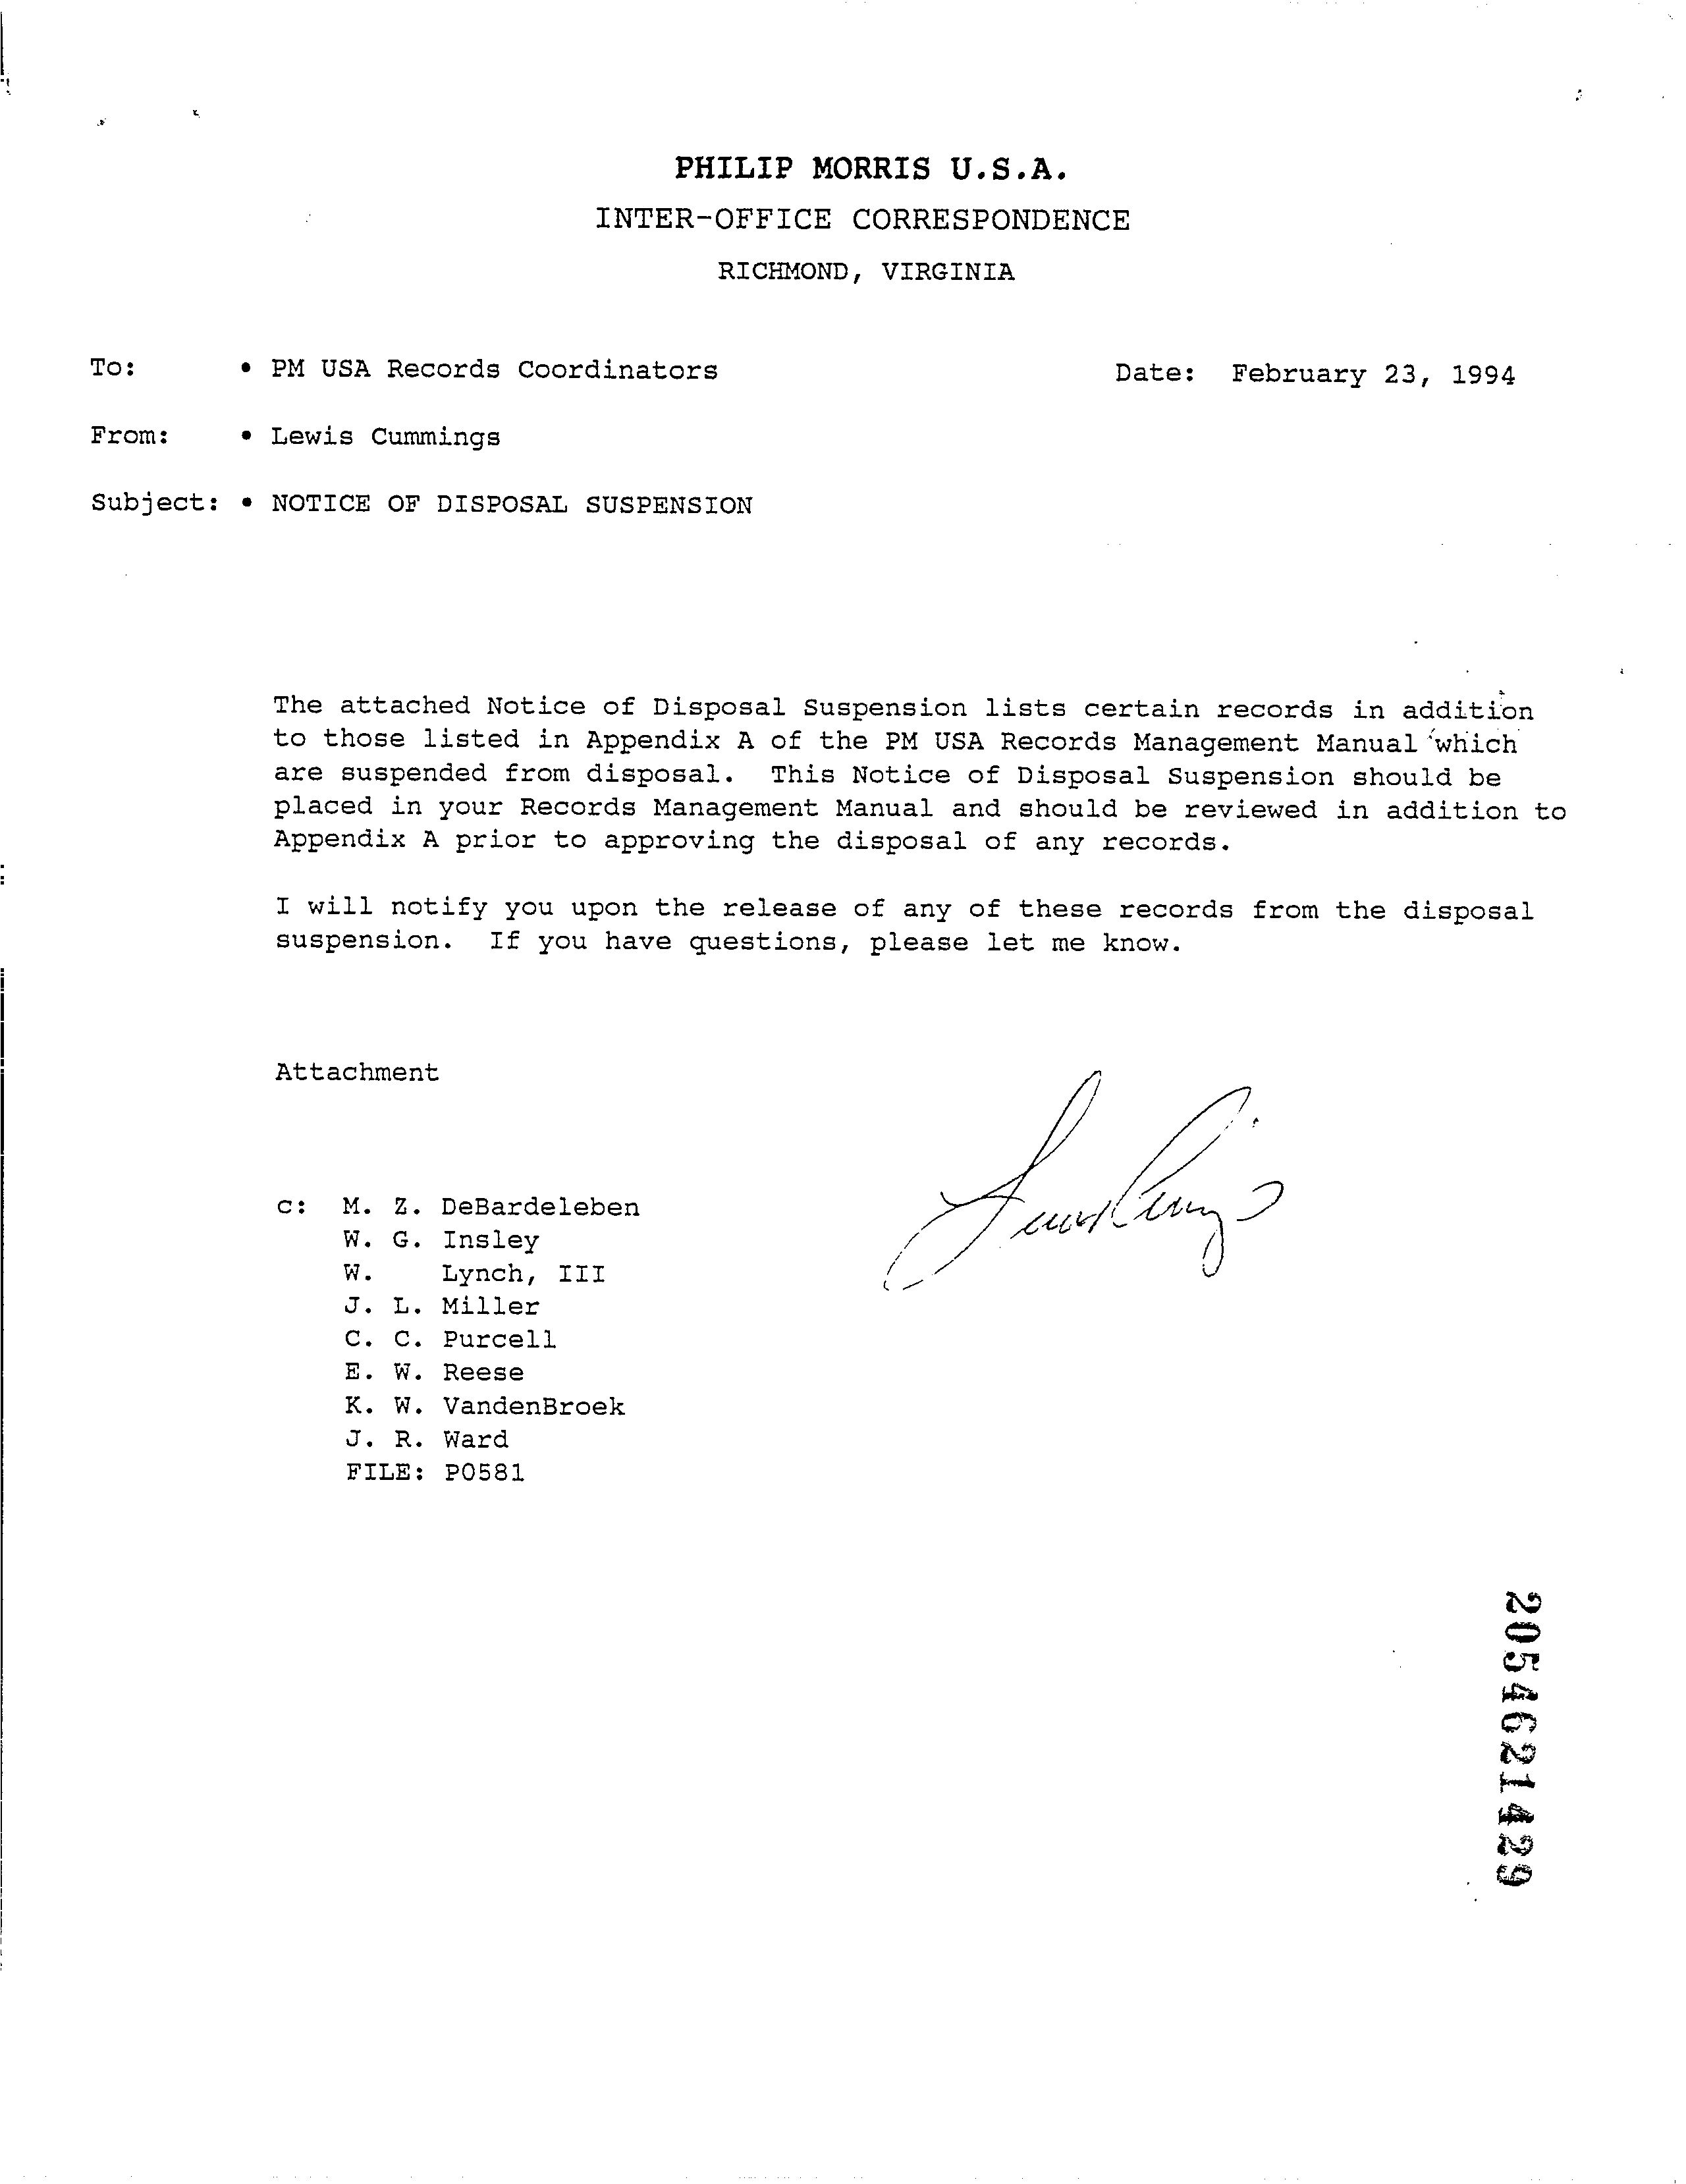 PHILIP MORRIS U.S.A.
INTER-OFFICE CORRESPONDENCE
RICHMOND, VIRGINIA
To: • PM USA Records Coordinators Date: February 23, 1994
From: • Lewis Cummings
Subject: • NOTICE OF DISPOSAL SUSPENSION
The attached Notice of Disposal Suspension lists certain records in addition
to those listed in Appendix A of the PM USA Records Management Manual which
are suspended from disposal. This Notice of Disposal Suspension should be
placed in your Records Management Manual and should be reviewed in addition to
Appendix A prior to approving the disposal of any records.
I will notify you upon the release of any of these records from the disposal
suspension. If you have questions, please let me know.
Attachment
c: M. Z. DeBardeleben
W. G. Insley
W. Lynch, III
J. L. Miller
C. C. Purcell
E. W. Reese
K. W. VandenBroek
J. R. Ward
FILE: P0581
2054621429